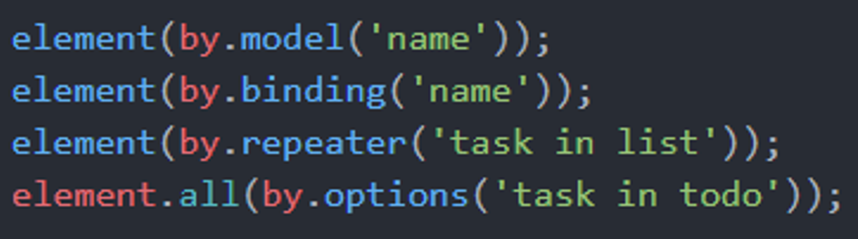 element(by.model('name'));
element(by.binding('name'));
element(by.repeater('task in list'));
element.all(by.options('task in todo'));